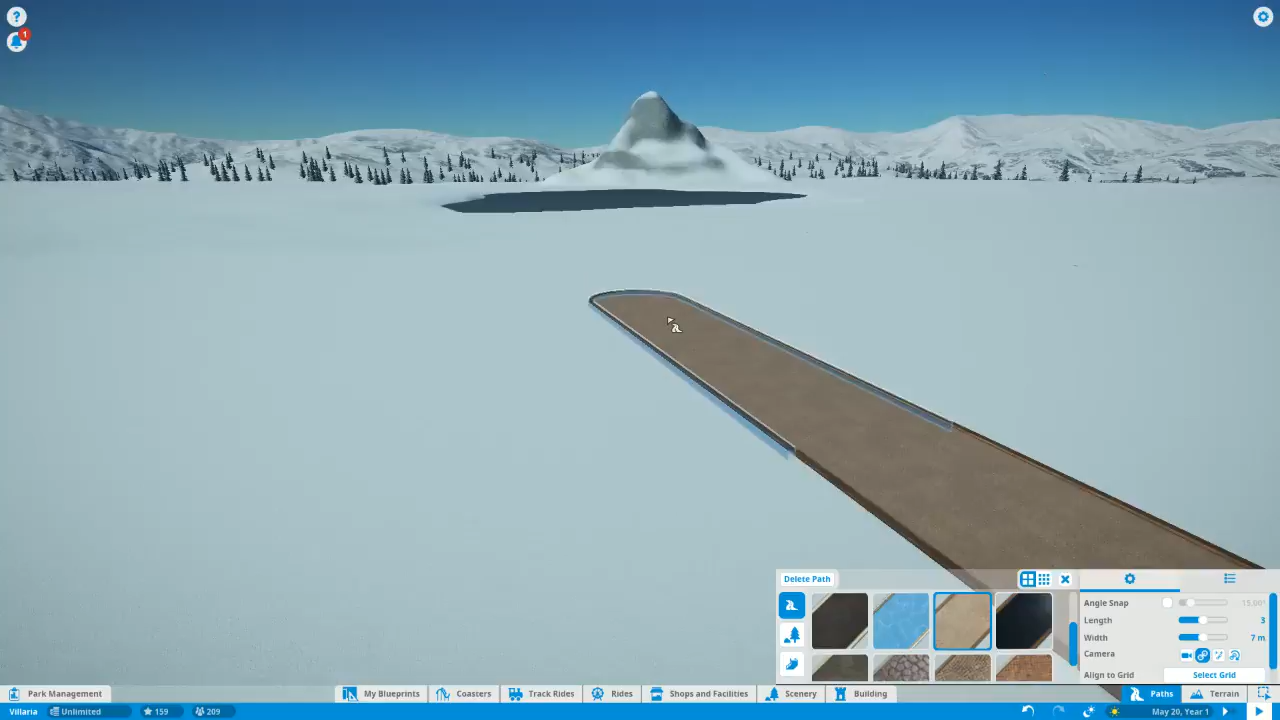 ?
1
Delete Path
Angle Snap 15.00°
Length 3
Width 7 m
Camera
Align to Grid Select Grid
Park Management My Blueprints Coasters Track Rides Rides Shops and Facilities Scenery Building Paths Terrain
Villaria Unlimited 159 209 May 20, Year 1